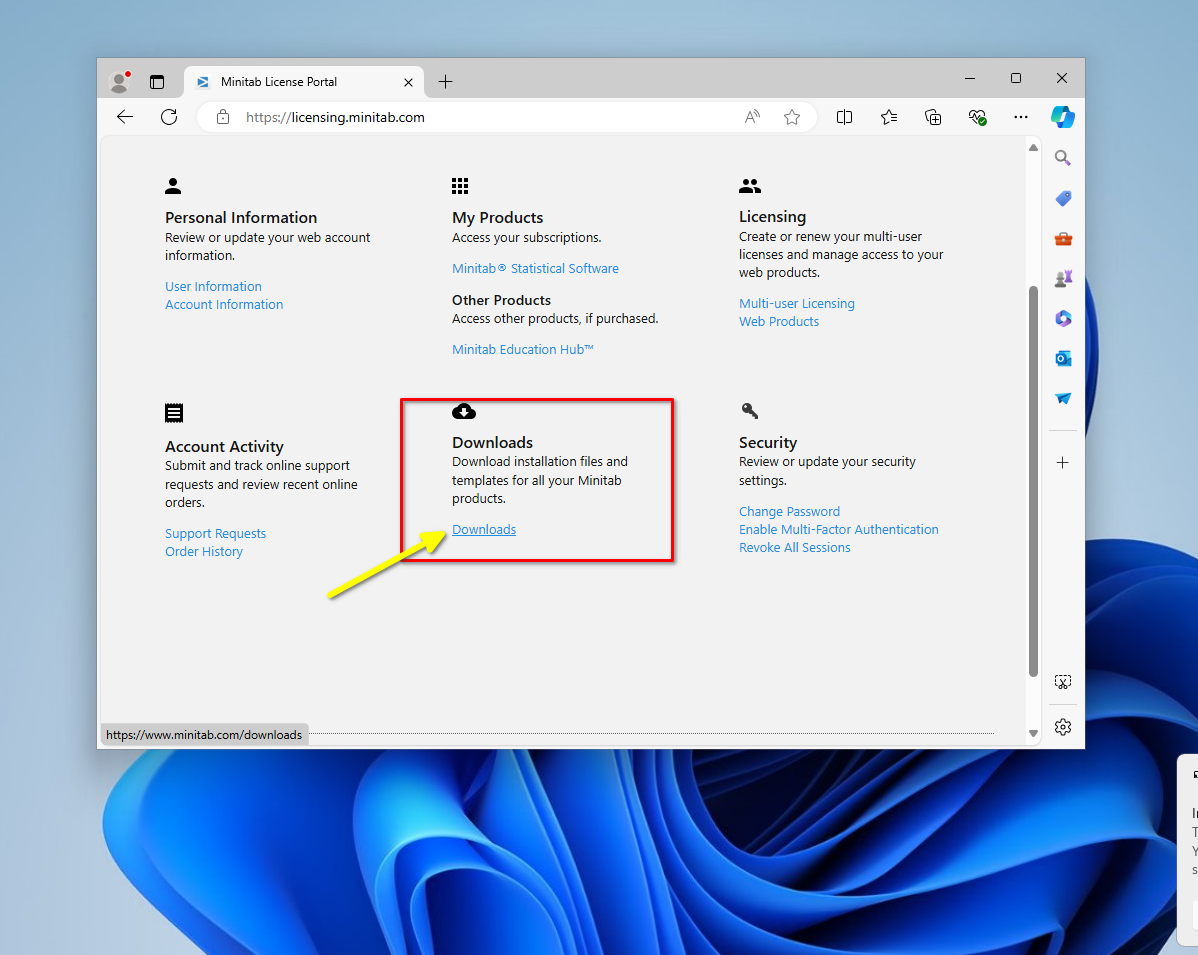 Minitab License Portal
https://licensing.minitab.com
Personal Information
Review or update your web account
information.
User Information
Account Information
My Products
Access your subscriptions.
Minitab® Statistical Software
Other Products
Access other products, if purchased.
Minitab Education Hub™
Licensing
Create or renew your multi-user
licenses and manage access to your
web products.
Multi-user Licensing
Web Products
Account Activity
Submit and track online support
requests and review recent online
orders.
Support Requests
Order History
Downloads
Download installation files and
templates for all your Minitab
products.
Downloads
Security
Review or update your security
settings.
Change Password
Enable Multi-Factor Authentication
Revoke All Sessions
https://www.minitab.com/downloads